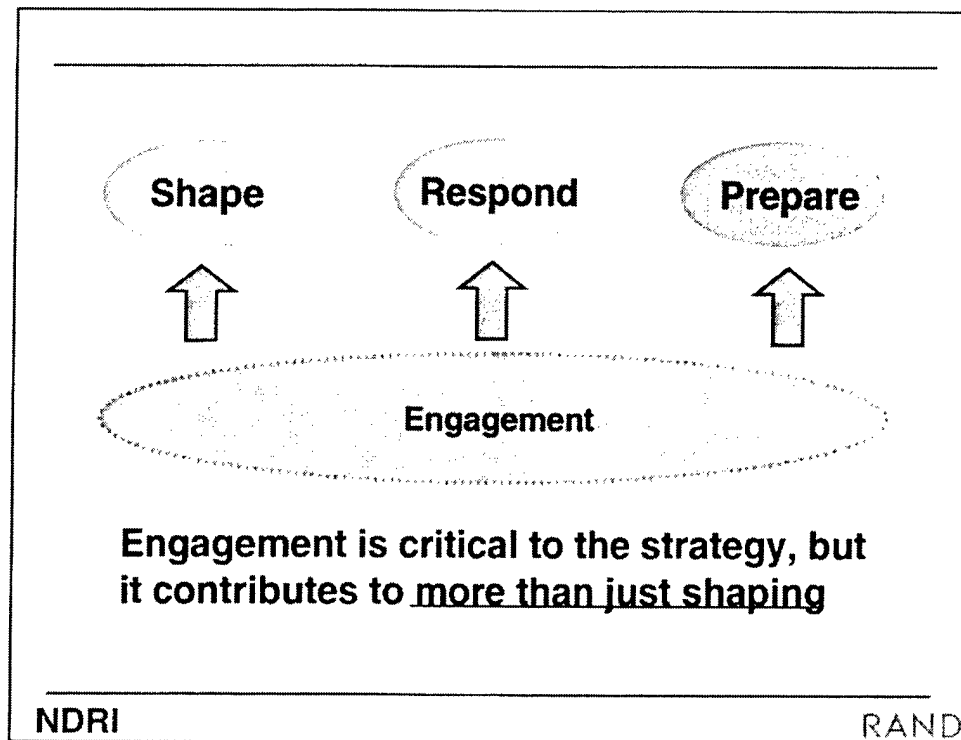 Shape Respond Prepare
Engagement
Engagement is critical to the strategy, but
it contributes to more than just shaping
NDRI RAND